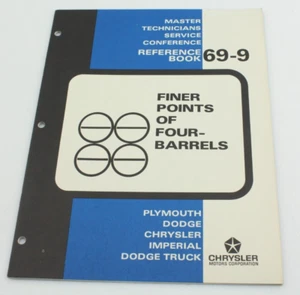 MASTER
TECHNICIANS
SERVICE
CONFERENCE
REFERENCE
BOOK 69-9
FINER
POINTS
OF
FOUR-
BARRELS
PLYMOUTH
DODGE
CHRYSLER
IMPERIAL
DODGE TRUCK
CHRYSLER
MOTORS CORPORATION